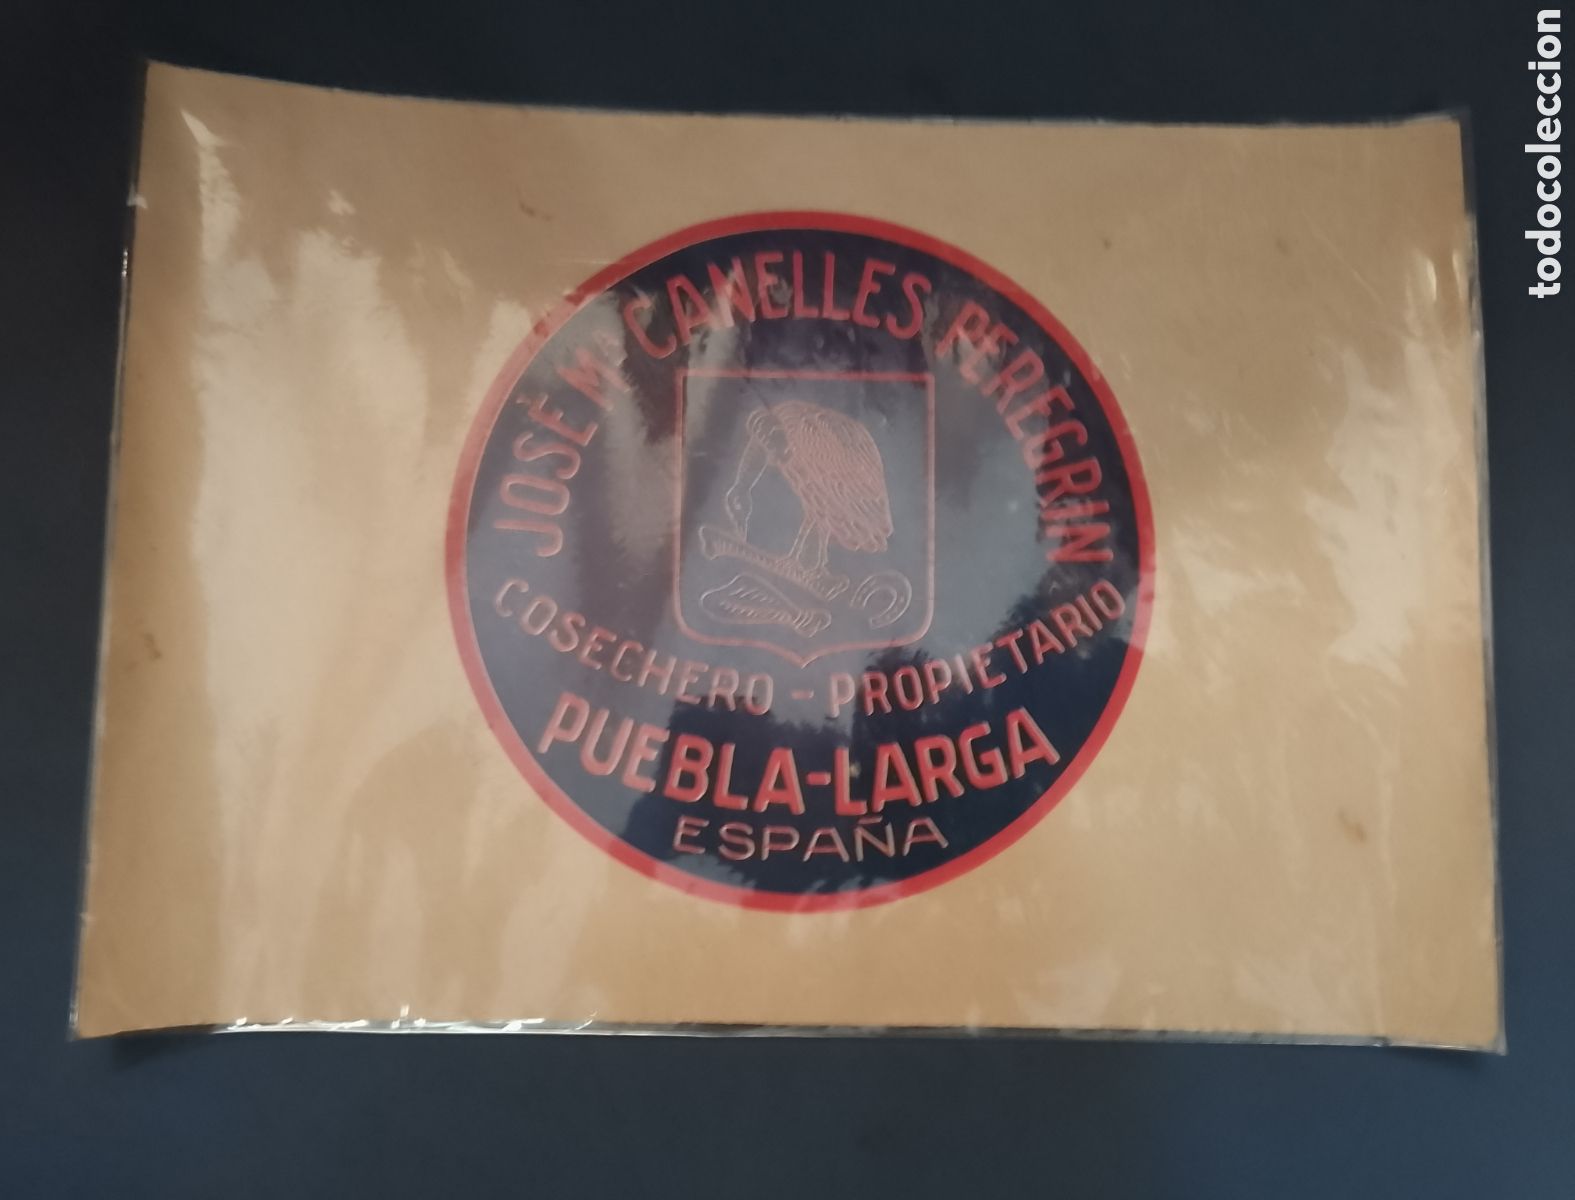 JOSÉ Mᴬ CANELLES PEREGRIN
COSECHERO - PROPIETARIO
PUEBLA-LARGA
ESPAÑA
todocoleccion